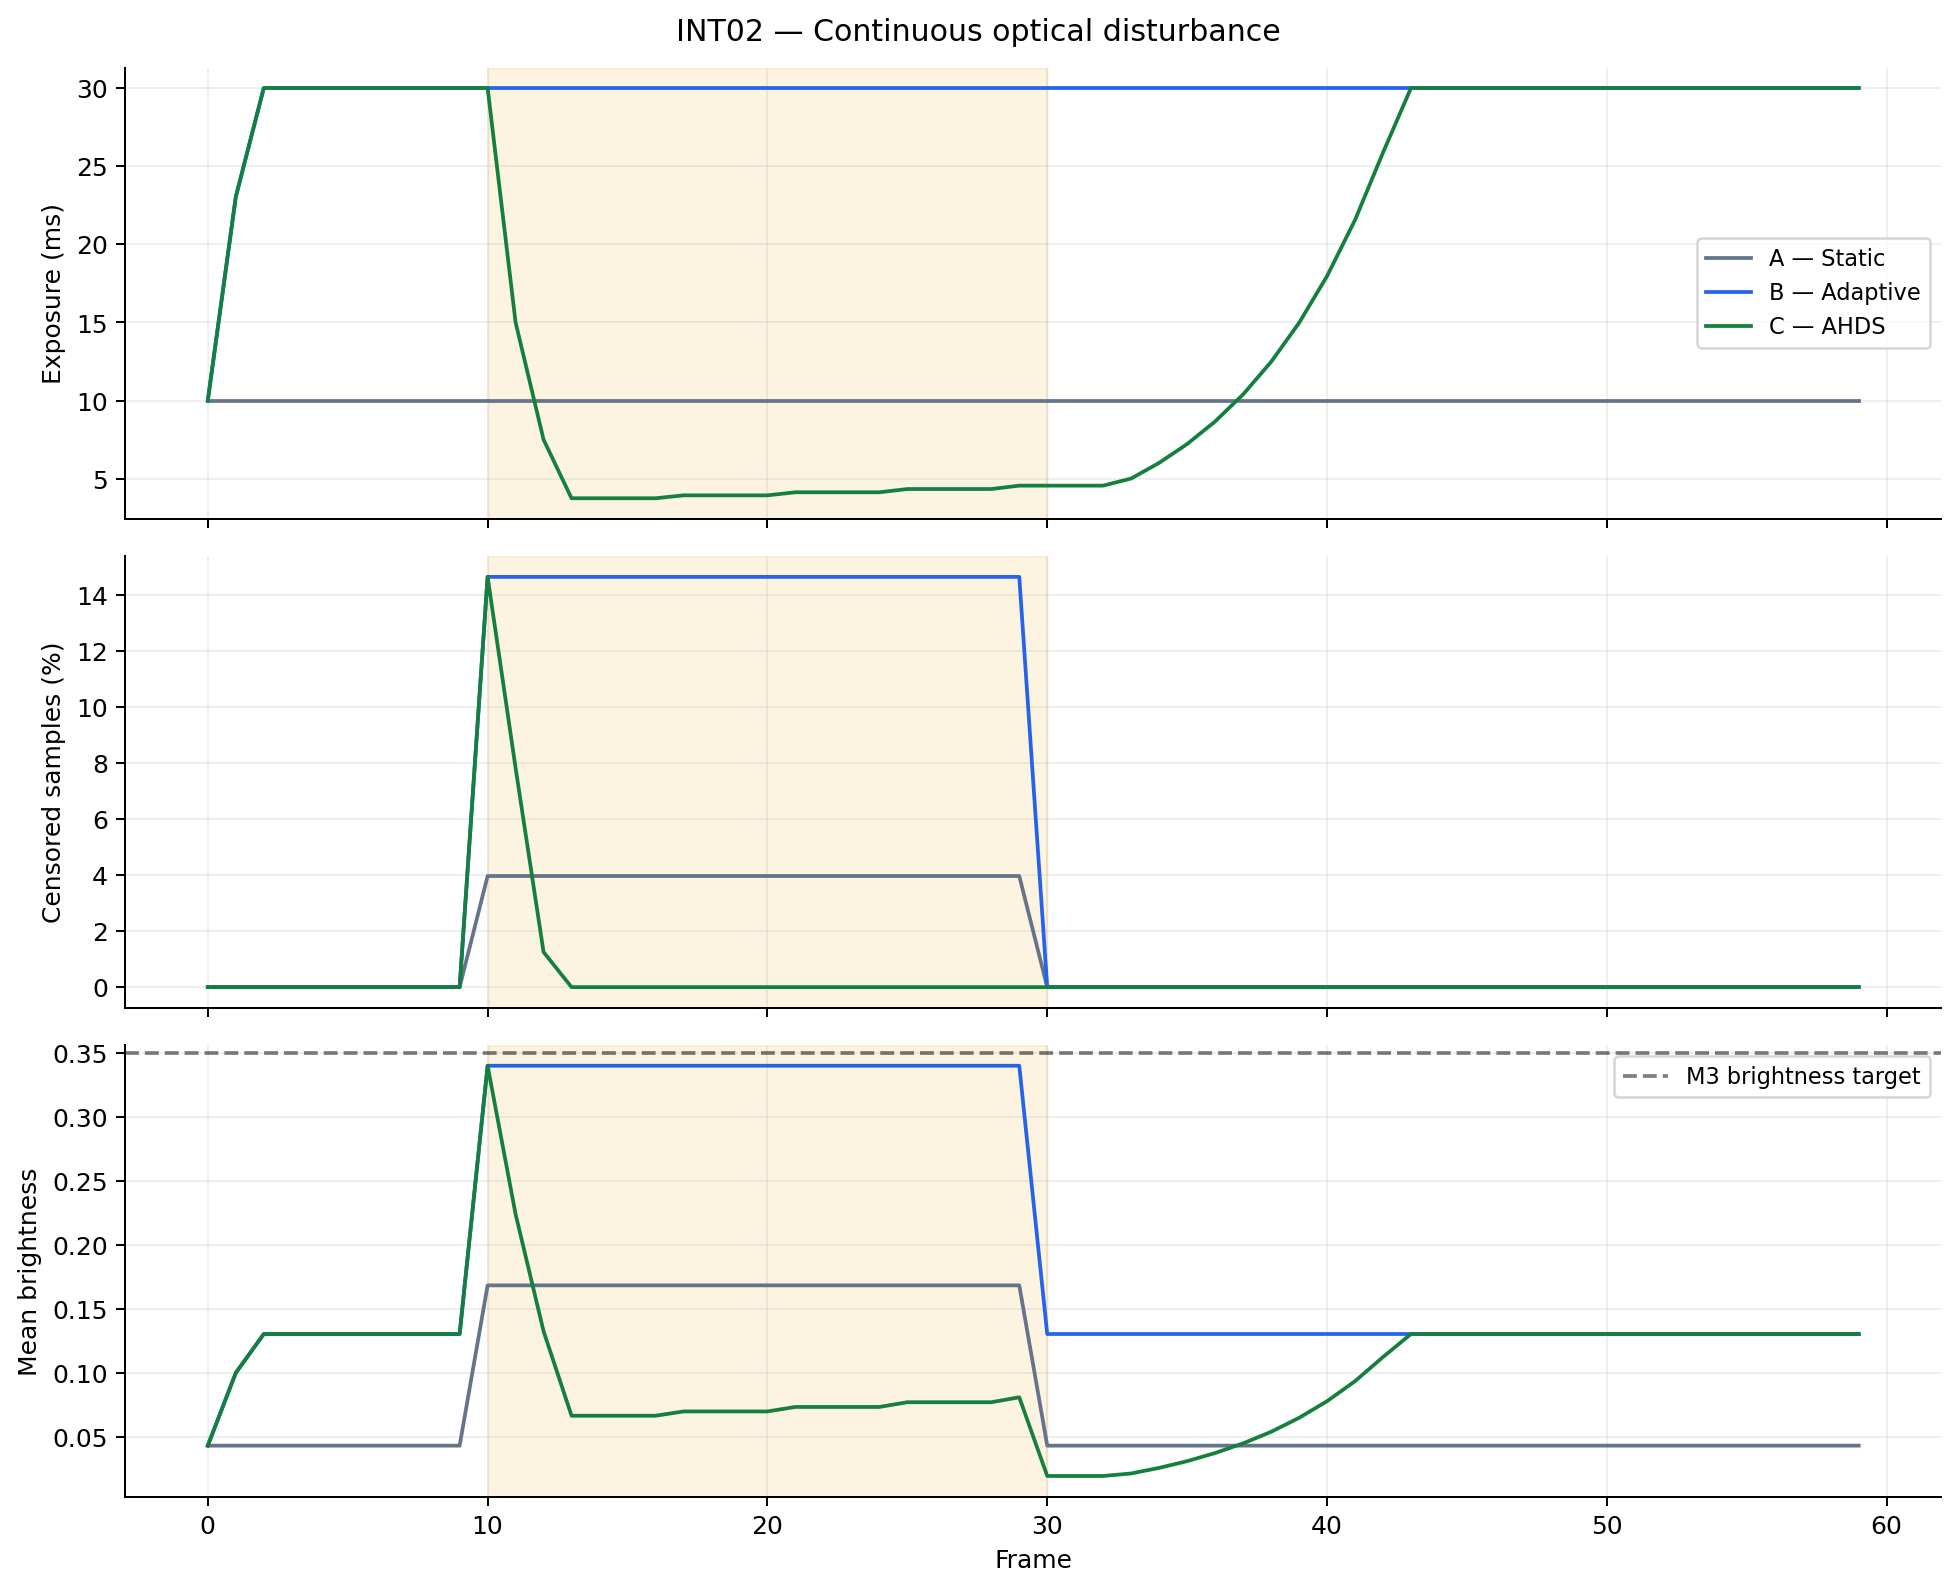 INT02 — Continuous optical disturbance
Exposure (ms)
30
25
20
15
10
5
A — Static
B — Adaptive
C — AHDS
Censored samples (%)
14
12
10
8
6
4
2
0
Mean brightness
0.35
0.30
0.25
0.20
0.15
0.10
0.05
M3 brightness target
0 10 20 30 40 50 60
Frame